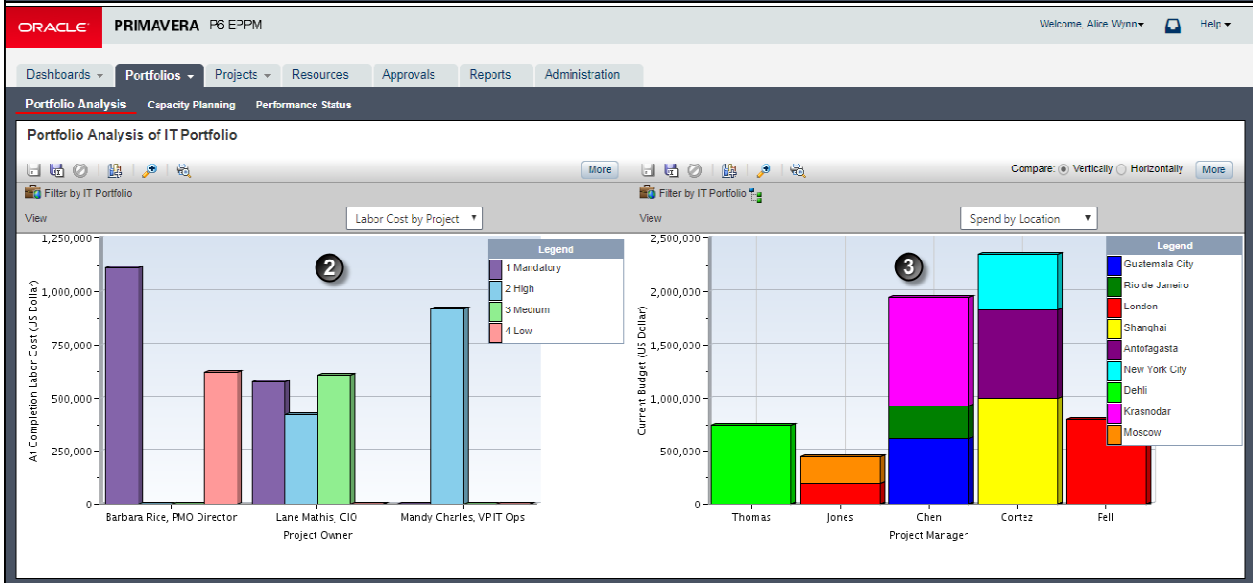 ORACLE PRIMAVERA P6 EPPM Welcome, Alice Wynn Help
Dashboards Portfolios Projects Resources Approvals Reports Administration
Portfolio Analysis Capacity Planning Performance Status
Portfolio Analysis of IT Portfolio
More
Compare: Vertically Horizontally More
Filter by IT Portfolio
View Labor Cost by Project
At Completion Labor Cost (US Dollar)
1,250,000
1,000,000
750,000
500,000
250,000
0
2
Legend
1 Mandatory
2 High
3 Medium
4 Low
Barbara Rice, PMO Director Lane Mathis, CIO Mandy Charles, VP IT Ops
Project Owner
Filter by IT Portfolio
View Spend by Location
Current Budget (US Dollar)
2,500,000
2,000,000
1,500,000
1,000,000
500,000
0
3
Legend
Guatemala City
Rio de Janeiro
London
Shanghai
Antofagasta
New York City
Dehli
Krasnodar
Moscow
Thomas Jones Chen Cortez Fell
Project Manager